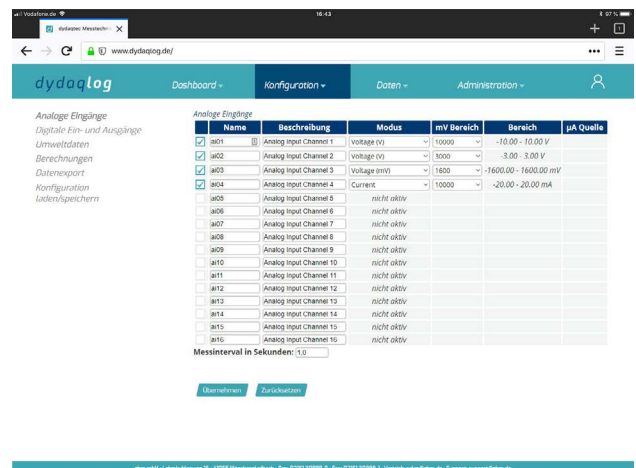 Vodafone.de 16:43 97 %
dydaqtec Messtechn
www.dydaqlog.de/
dydaqlog Dashboard Konfiguration Daten Administration
Analoge Eingänge
Digitale Ein- und Ausgänge
Umweltdaten
Berechnungen
Datenexport
Konfiguration
laden/speichern
Analoge Eingänge
Name Beschreibung Modus mV Bereich Bereich µA Quelle
ai01 Analog Input Channel 1 Voltage (V) 10000 -10.00 - 10.00 V
ai02 Analog Input Channel 2 Voltage (V) 3000 -3.00 - 3.00 V
ai03 Analog Input Channel 3 Voltage (mV) 1600 -1600.00 - 1600.00 mV
ai04 Analog Input Channel 4 Current 10000 -20.00 - 20.00 mA
ai05 Analog Input Channel 5 nicht aktiv
ai06 Analog Input Channel 6 nicht aktiv
ai07 Analog Input Channel 7 nicht aktiv
ai08 Analog Input Channel 8 nicht aktiv
ai09 Analog Input Channel 9 nicht aktiv
ai10 Analog Input Channel 10 nicht aktiv
ai11 Analog Input Channel 11 nicht aktiv
ai12 Analog Input Channel 12 nicht aktiv
ai13 Analog Input Channel 13 nicht aktiv
ai14 Analog Input Channel 14 nicht aktiv
ai15 Analog Input Channel 15 nicht aktiv
ai16 Analog Input Channel 16 nicht aktiv
Messinterval in Sekunden: 1,0
Übernehmen Zurücksetzen